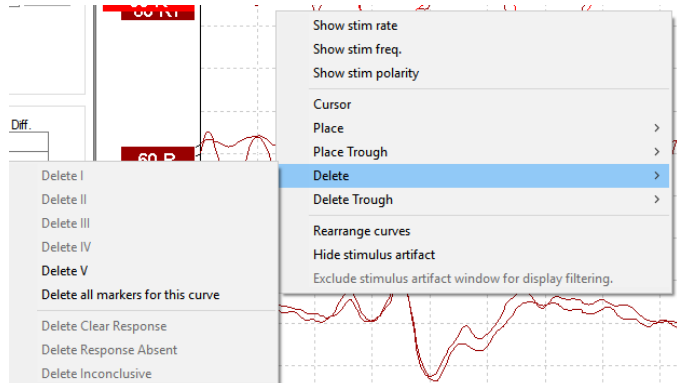 60 R1
Show stim rate
Show stim freq.
Show stim polarity
Cursor
Place
Place Trough
Delete
Delete Trough
Rearrange curves
Hide stimulus artifact
Exclude stimulus artifact window for display filtering.
Diff.
60 R
Delete I
Delete II
Delete III
Delete IV
Delete V
Delete all markers for this curve
Delete Clear Response
Delete Response Absent
Delete Inconclusive